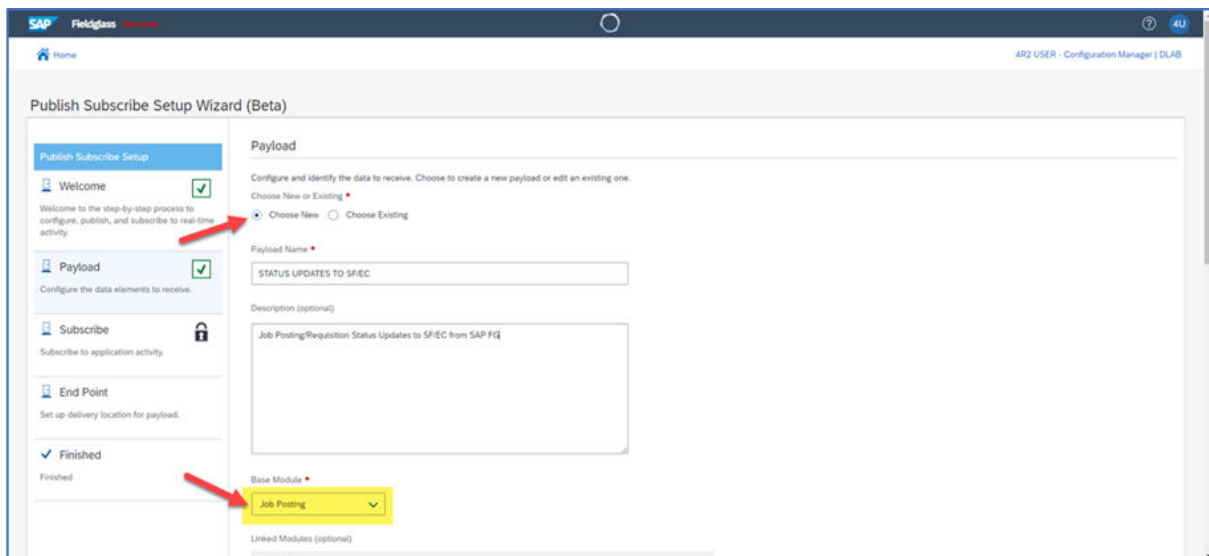 SAP Fieldglass
4U
Home
4R2 USER - Configuration Manager | DLAB
Publish Subscribe Setup Wizard (Beta)
Publish Subscribe Setup
Welcome
Welcome to the step-by-step process to
configure, publish, and subscribe to real-time
activity.
Payload
Configure the data elements to receive.
Subscribe
Subscribe to application activity.
End Point
Set up delivery location for payload.
Finished
Finished
Payload
Configure and identify the data to receive. Choose to create a new payload or edit an existing one.
Choose New or Existing *
Choose New Choose Existing
Payload Name *
STATUS UPDATES TO SF/EC
Description (optional)
Job Posting/Requisition Status Updates to SF/EC from SAP FG
Base Module *
Job Posting
Linked Modules (optional)